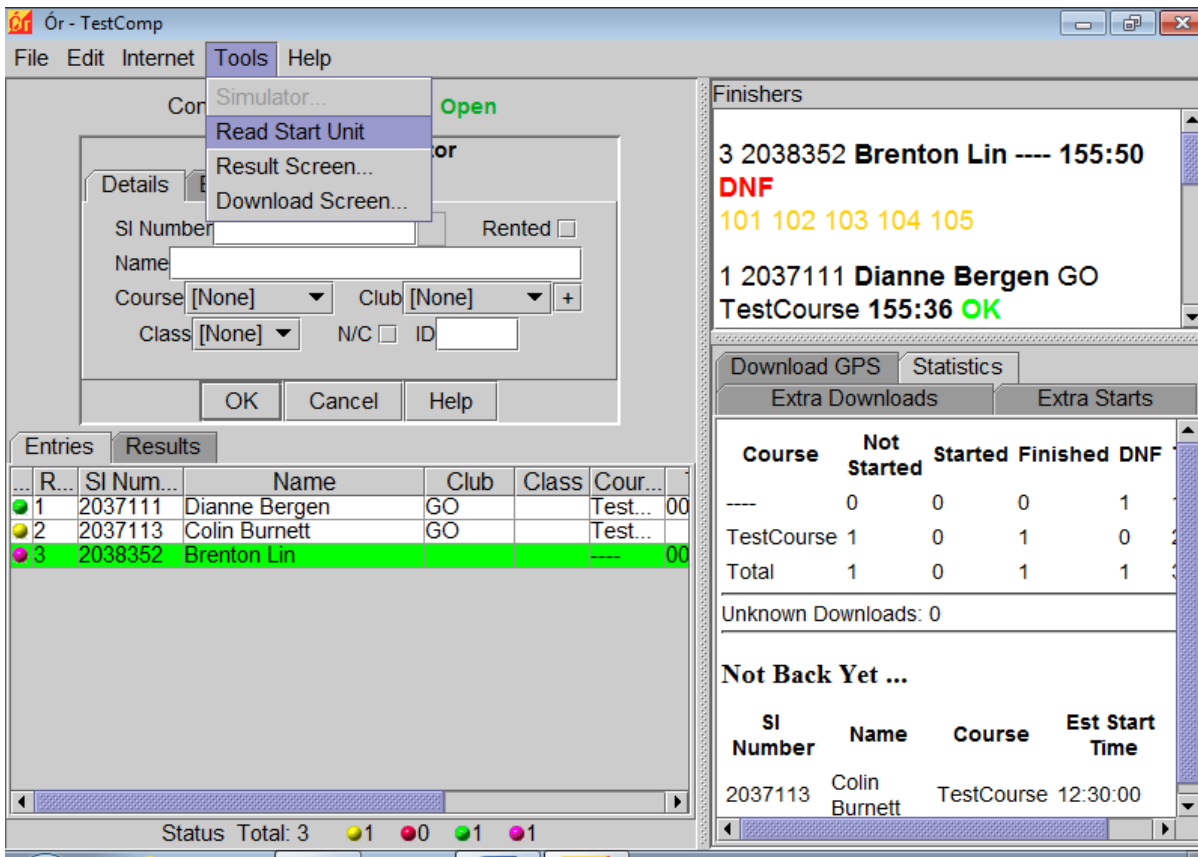 Ór Ór - TestComp
File Edit Internet Tools Help
Simulator...
Read Start Unit
Result Screen...
Download Screen...
Con Open
tor
Details E
SI Number Rented
Name
Course [None] Club [None] +
Class [None] N/C ID
OK Cancel Help
Entries Results
... R... SI Num... Name Club Class Cour... T
1 2037111 Dianne Bergen GO Test... 00
2 2037113 Colin Burnett GO Test...
3 2038352 Brenton Lin ---- 00
Status Total: 3 1 0 1 1
Finishers
3 2038352 Brenton Lin ---- 155:50
DNF
101 102 103 104 105
1 2037111 Dianne Bergen GO
TestCourse 155:36 OK
Download GPS Statistics
Extra Downloads Extra Starts
Course Not Started Started Finished DNF T
---- 0 0 0 1 1
TestCourse 1 0 1 0 2
Total 1 0 1 1 3
Unknown Downloads: 0
Not Back Yet ...
SI Number Name Course Est Start Time
2037113 Colin Burnett TestCourse 12:30:00